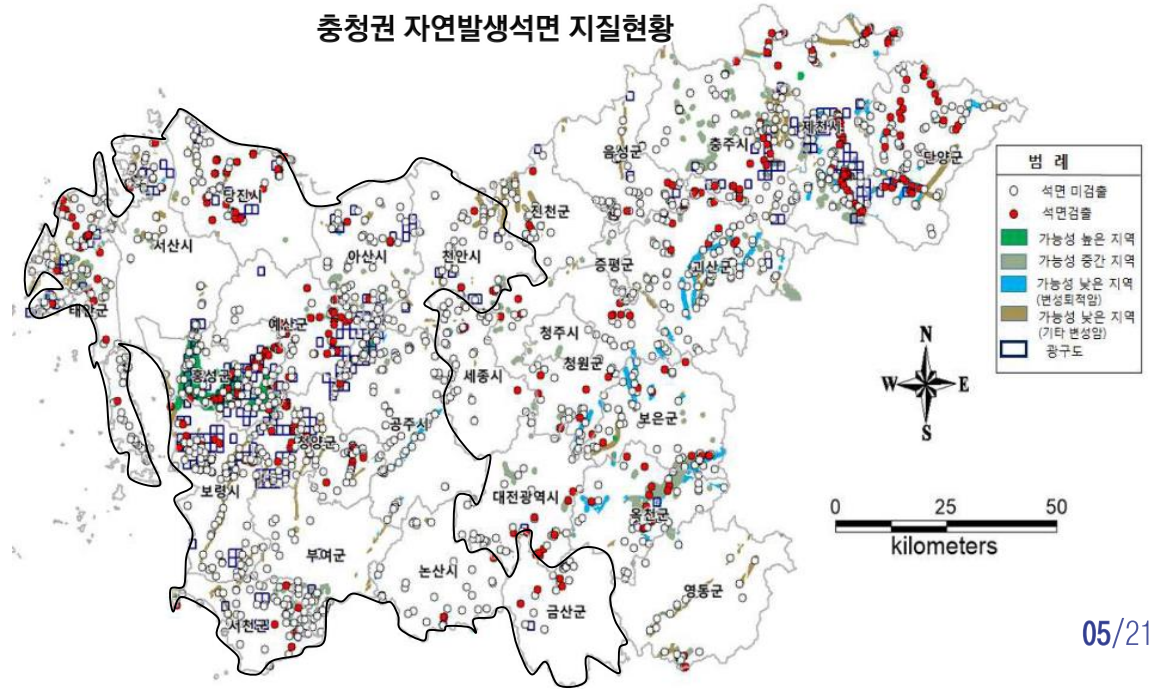 충청권 자연발생석면 지질현황
제천시
음성군
충주시
단양군
당진시
진천군
서산시
아산시
천안시
증평군
괴산군
태안군
예산군
청주시
청원군
세종시
홍성군
보은군
공주시
청양군
보령시
대전광역시
옥천군
부여군
논산시
영동군
금산군
서천군
범 례
석면 미검출
석면검출
가능성 높은 지역
가능성 중간 지역
가능성 낮은 지역
(변성퇴적암)
가능성 낮은 지역
(기타 변성암)
광구도
N
W E
S
0 25 50
kilometers
05/21